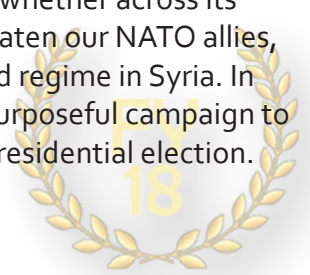 whether across its
aten our NATO allies,
d regime in Syria. In
urposeful campaign to
residential election.
FY
18